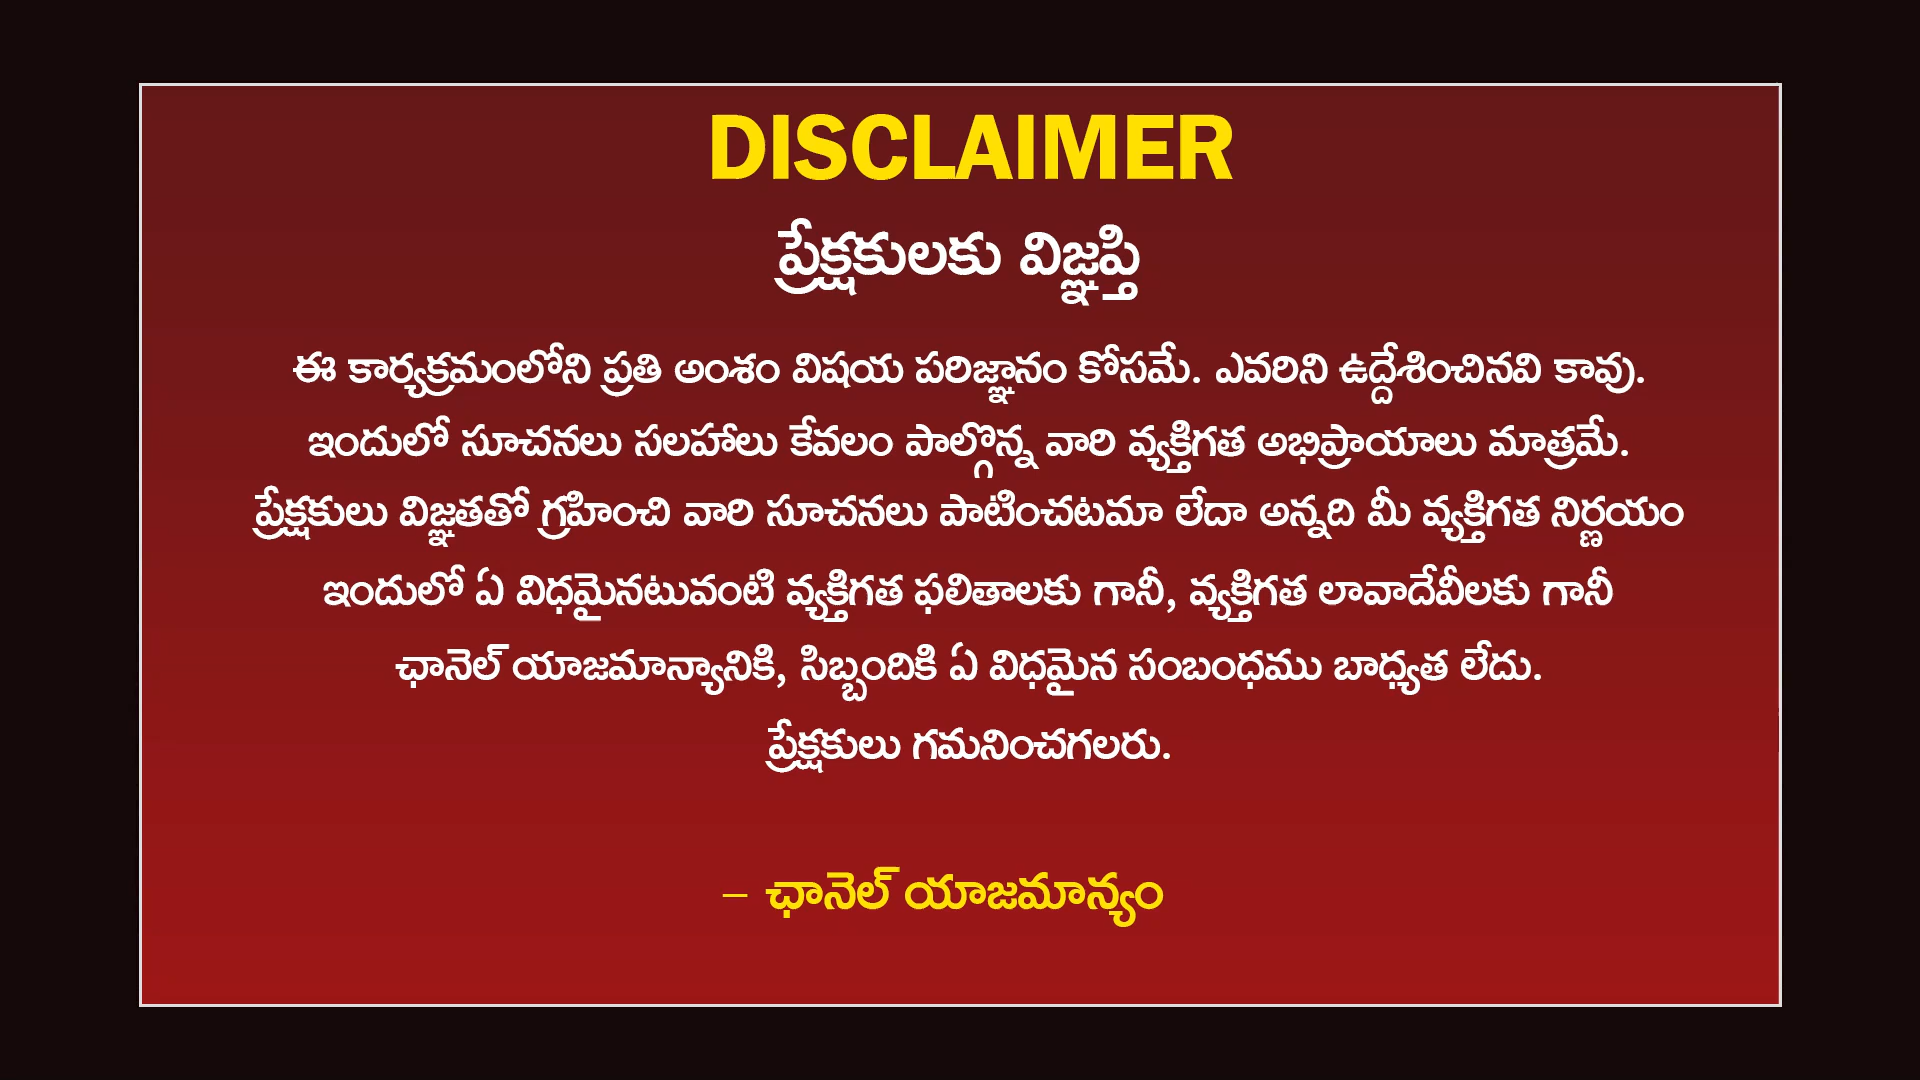 DISCLAIMER
ప్రేక్షకులకు విజ్ఞప్తి
ఈ కార్యక్రమంలోని ప్రతి అంశం విషయ పరిజ్ఞానం కోసమే. ఎవరిని ఉద్దేశించినవి కావు.
ఇందులో సూచనలు సలహాలు కేవలం పాల్గొన్న వారి వ్యక్తిగత అభిప్రాయాలు మాత్రమే.
ప్రేక్షకులు విజ్ఞతతో గ్రహించి వారి సూచనలు పాటించటమా లేదా అన్నది మీ వ్యక్తిగత నిర్ణయం
ఇందులో ఏ విధమైనటువంటి వ్యక్తిగత ఫలితాలకు గానీ, వ్యక్తిగత లావాదేవీలకు గానీ
ఛానెల్ యాజమాన్యానికి, సిబ్బందికి ఏ విధమైన సంబంధము బాధ్యత లేదు.
ప్రేక్షకులు గమనించగలరు.
– ఛానెల్ యాజమాన్యం